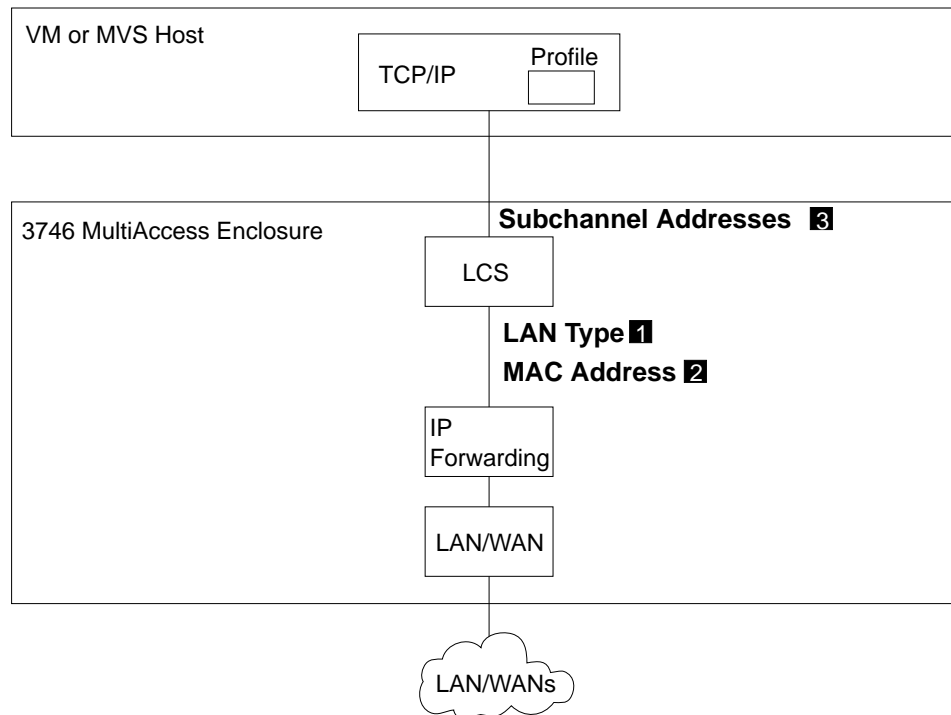 VM or MVS Host
Profile
TCP/IP
Subchannel Addresses 3
3746 MultiAccess Enclosure
LCS
LAN Type 1
MAC Address 2
IP
Forwarding
LAN/WAN
LAN/WANs